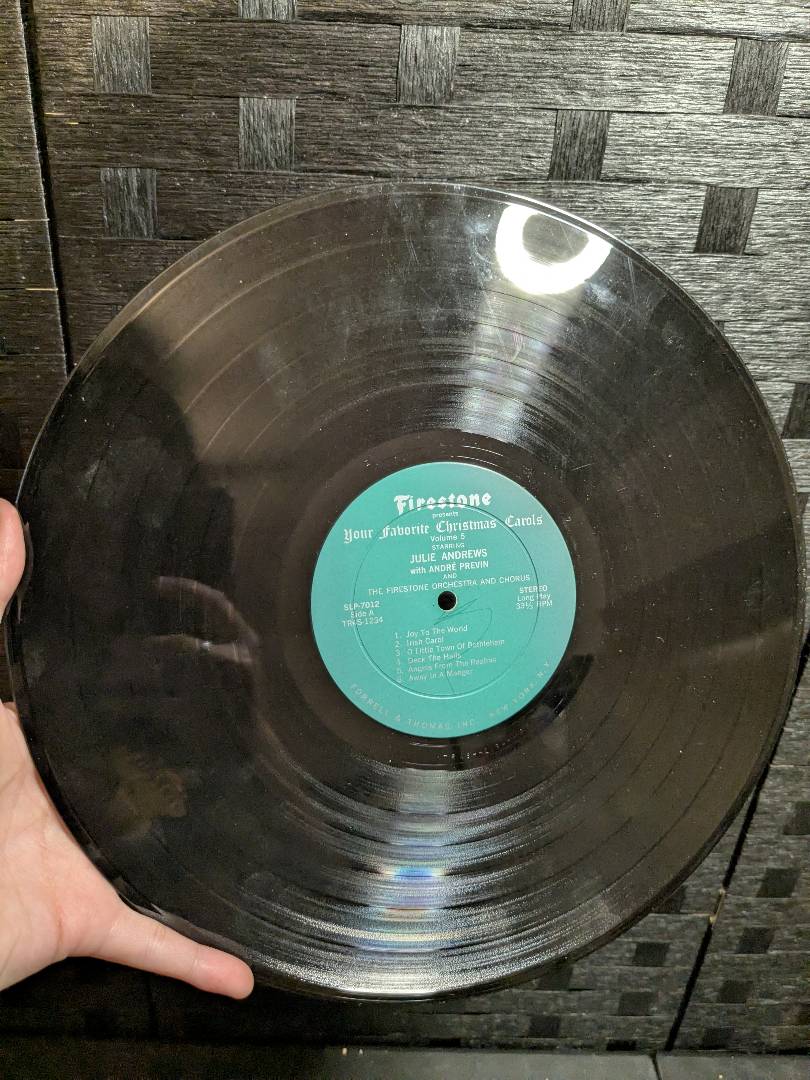 Firestone
presents
Your Favorite Christmas Carols
Volume 5
STARRING
JULIE ANDREWS
with ANDRÉ PREVIN
AND
THE FIRESTONE ORCHESTRA AND CHORUS
SLP-7012
Side A
TR4S-1234
STEREO
Long Play
33⅓ RPM
1. Joy To The World
2. Irish Carol
3. O Little Town Of Bethlehem
4. Deck The Halls
5. Angels From The Realms
6. Away In A Manger
FORRELL & THOMAS INC. NEW YORK, N.Y.